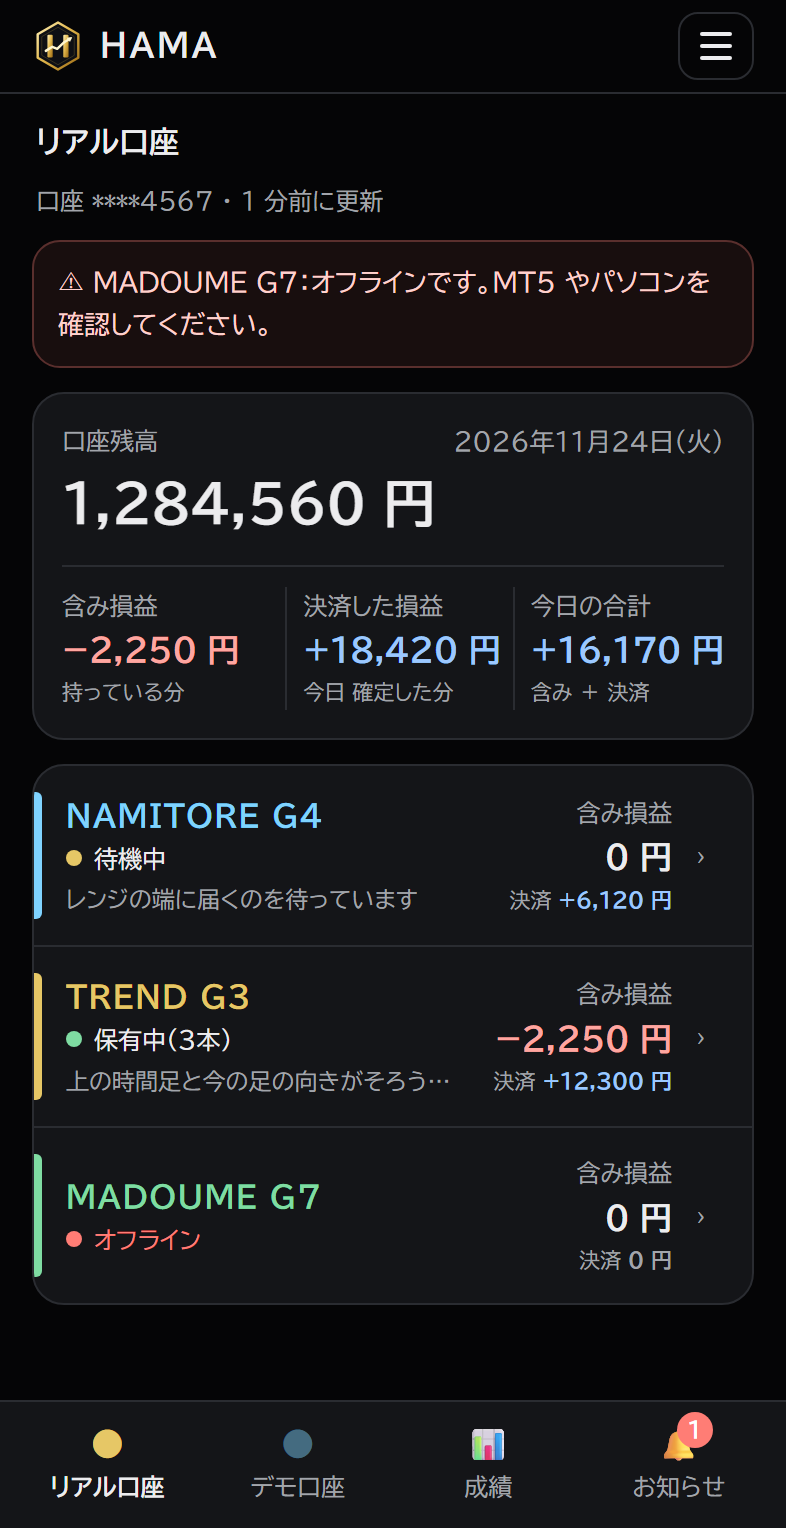 HAMA
リアル口座
口座 ****4567・1 分前に更新
⚠ MADOUME G7：オフラインです。MT5 やパソコンを
確認してください。
口座残高 2026年11月24日（火）
1,284,560 円
含み損益 決済した損益 今日の合計
−2,250 円 +18,420 円 +16,170 円
持っている分 今日 確定した分 含み ＋ 決済
NAMITORE G4 含み損益
待機中 0 円 ›
レンジの端に届くのを待っています 決済 +6,120 円
TREND G3 含み損益
保有中（3本） −2,250 円 ›
上の時間足と今の足の向きがそろう… 決済 +12,300 円
MADOUME G7 含み損益
オフライン 0 円 ›
決済 0 円
1
リアル口座 デモ口座 成績 お知らせ